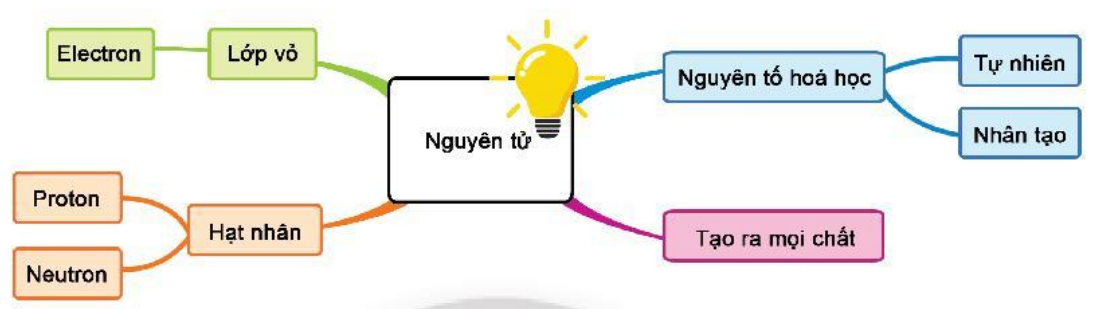 Electron
Lớp vỏ
Nguyên tử
Nguyên tố hoá học
Tự nhiên
Nhân tạo
Proton
Neutron
Hạt nhân
Tạo ra mọi chất